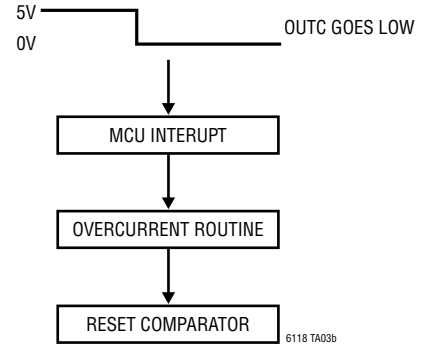 5V
OUTC GOES LOW
0V
MCU INTERUPT
OVERCURRENT ROUTINE
RESET COMPARATOR
6118 TA03b